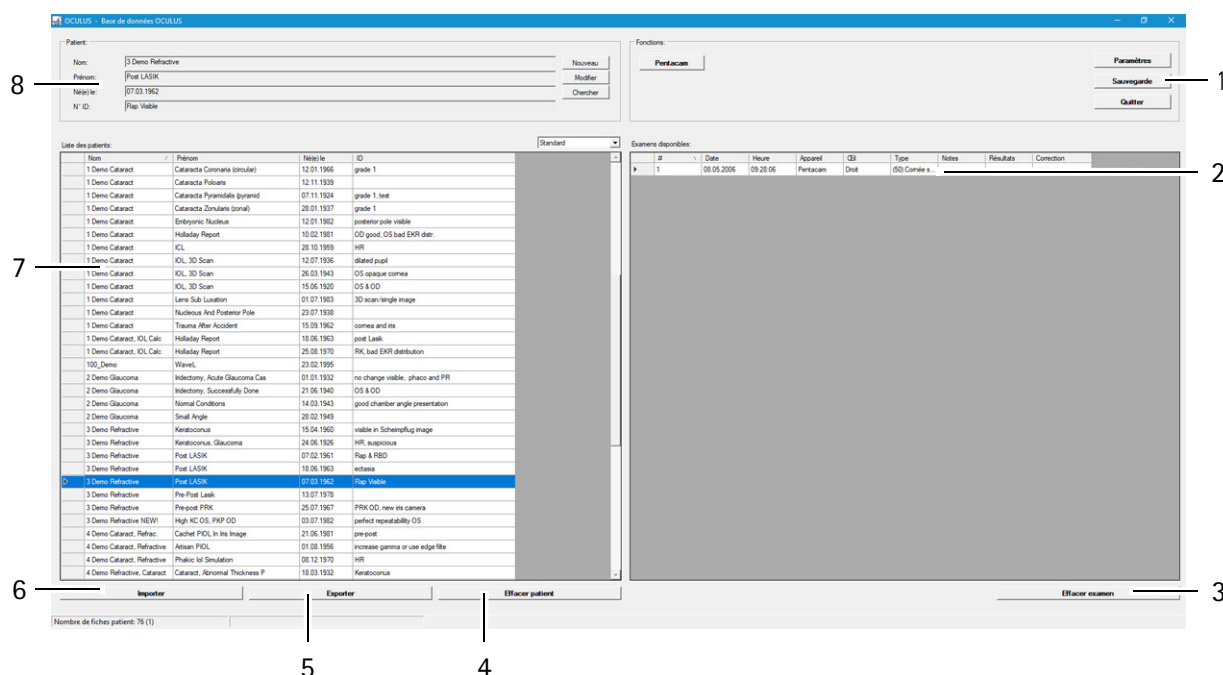 OCULUS - Base de données OCULUS
Patient:
Nom: 3 Demo Refractive Nouveau
Prénom: Post LASIK Modifier
Né(e) le: 07.03.1962 Chercher
N° ID: Flap Visible
Fonctions:
Pentacam Paramètres
Sauvegarde
Quitter
8
1
Liste des patients: Standard
Nom Prénom Né(e) le ID
1 Demo Cataract Cataracta Coronaria (circular) 12.01.1966 grade 1
1 Demo Cataract Cataracta Poloaris 12.11.1939
1 Demo Cataract Cataracta Pyramidalis (pyramid 07.11.1924 grade 1, test
1 Demo Cataract Cataracta Zonularis (zonal) 28.01.1937 grade 1
1 Demo Cataract Embryonic Nucleus 12.01.1982 posterior pole visible
1 Demo Cataract Holladay Report 10.02.1981 OD good, OS bad EKR distr.
1 Demo Cataract ICL 28.10.1959 HR
1 Demo Cataract IOL, 3D Scan 12.07.1936 dilated pupil
1 Demo Cataract IOL, 3D Scan 26.03.1943 OS opaque cornea
1 Demo Cataract IOL, 3D Scan 15.06.1920 OS & OD
1 Demo Cataract Lens Sub Luxation 01.07.1983 3D scan/single image
1 Demo Cataract Nucleous And Posterior Pole 23.07.1938
1 Demo Cataract Trauma After Accident 15.09.1962 cornea and iris
1 Demo Cataract, IOL Calc Holladay Report 18.06.1963 post Lasik
1 Demo Cataract, IOL Calc Holladay Report 25.08.1970 RK, bad EKR distribution
100_Demo WaveL 23.02.1995
2 Demo Glaucoma Iridectomy, Acute Glaucoma Cas 01.01.1932 no change visible, phaco and PR
2 Demo Glaucoma Iridectomy, Successfully Done 21.06.1940 OS & OD
2 Demo Glaucoma Normal Conditions 14.03.1943 good chamber angle presentation
2 Demo Glaucoma Small Angle 28.02.1949
3 Demo Refractive Keratoconus 15.04.1960 visible in Scheimpflug image
3 Demo Refractive Keratoconus, Glaucoma 24.06.1926 HR, suspicious
3 Demo Refractive Post LASIK 07.02.1961 Flap & RBD
3 Demo Refractive Post LASIK 18.06.1963 ectasia
3 Demo Refractive Post LASIK 07.03.1962 Flap Visible
3 Demo Refractive Pre-Post Lasik 13.07.1978
3 Demo Refractive Pre-post PRK 25.07.1967 PRK OD, new iris camera
3 Demo Refractive NEW! High KC OS, PKP OD 03.07.1982 perfect repeatability OS
4 Demo Cataract, Refrac. Cachet PIOL In Iris Image 21.06.1981 pre-post
4 Demo Cataract, Refractive Artisan PIOL 01.08.1956 increase gamma or use edge filte
4 Demo Cataract, Refractive Phakic Iol Simulation 08.12.1970 HR
4 Demo Refractive, Cataract Cataract, Abnormal Thickness P 18.03.1932 Keratoconus
7
Examens disponibles:
# Date Heure Appareil Œil Type Notes Résultats Correction
1 08.05.2006 09:28:06 Pentacam Droit (50) Cornée s...
2
6
Importer Exporter Effacer patient Effacer examen
3
Nombre de fiches patient: 76 (1)
5 4